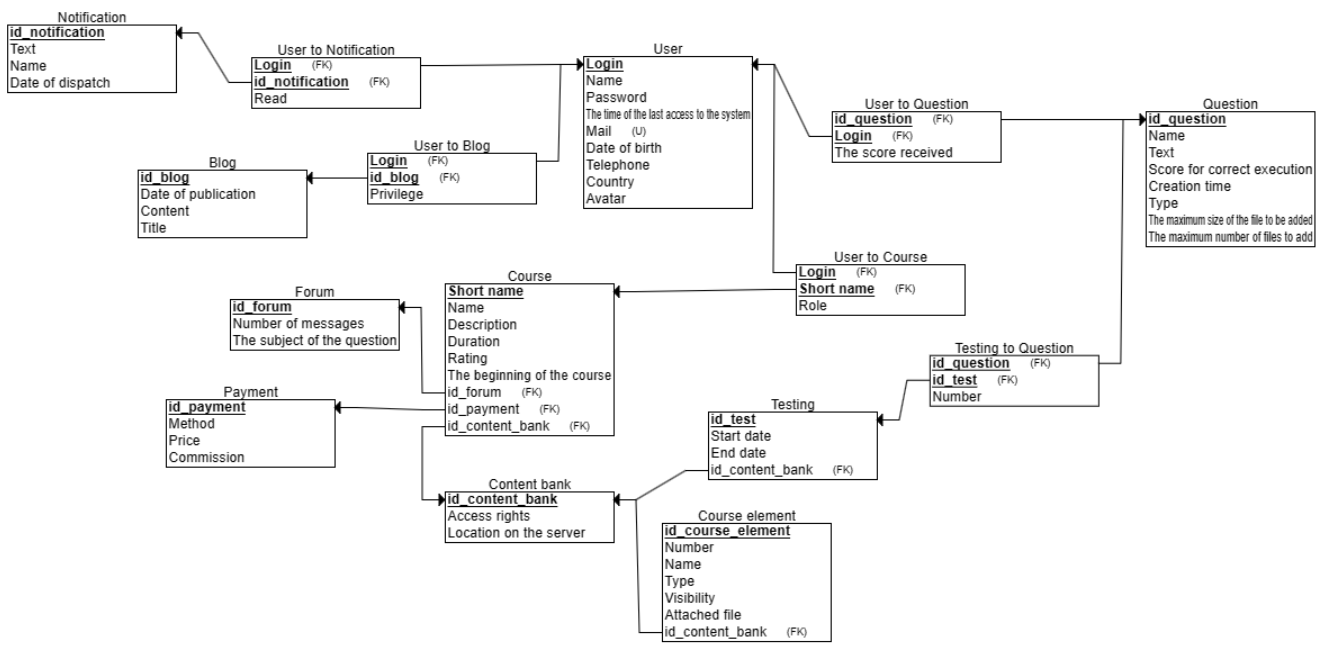 Notification
id_notification
Text
Name
Date of dispatch
User to Notification
Login (FK)
id_notification (FK)
Read
User
Login
Name
Password
The time of the last access to the system
Mail (U)
Date of birth
Telephone
Country
Avatar
User to Question
id_question (FK)
Login (FK)
The score received
Question
id_question
Name
Text
Score for correct execution
Creation time
Type
The maximum size of the file to be added
The maximum number of files to add
User to Blog
Login (FK)
id_blog (FK)
Privilege
Blog
id_blog
Date of publication
Content
Title
User to Course
Login (FK)
Short name (FK)
Role
Course
Short name
Name
Description
Duration
Rating
The beginning of the course
id_forum (FK)
id_payment (FK)
id_content_bank (FK)
Forum
id_forum
Number of messages
The subject of the question
Testing to Question
id_question (FK)
id_test (FK)
Number
Payment
id_payment
Method
Price
Commission
Testing
id_test
Start date
End date
id_content_bank (FK)
Content bank
id_content_bank
Access rights
Location on the server
Course element
id_course_element
Number
Name
Type
Visibility
Attached file
id_content_bank (FK)